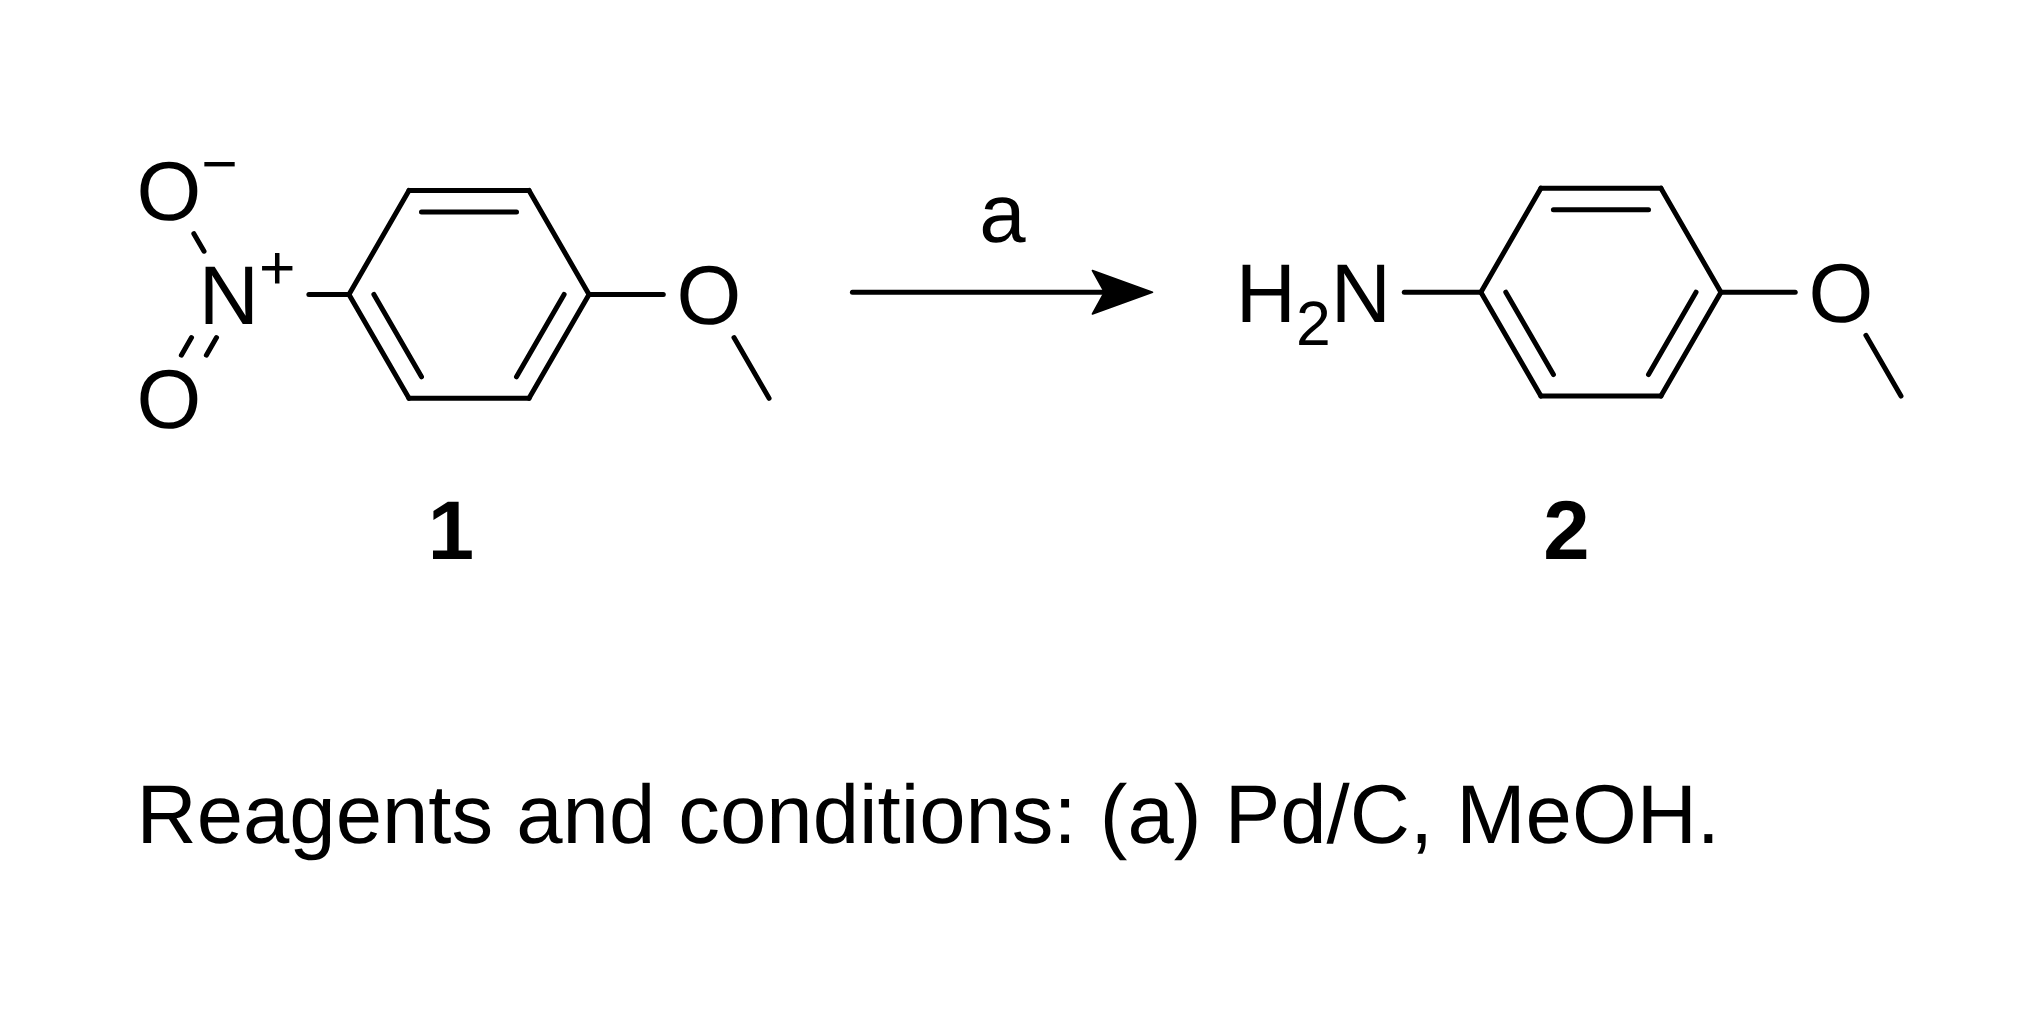 O⁻
N⁺
O
O
a
H₂N
O
1
2
Reagents and conditions: (a) Pd/C, MeOH.